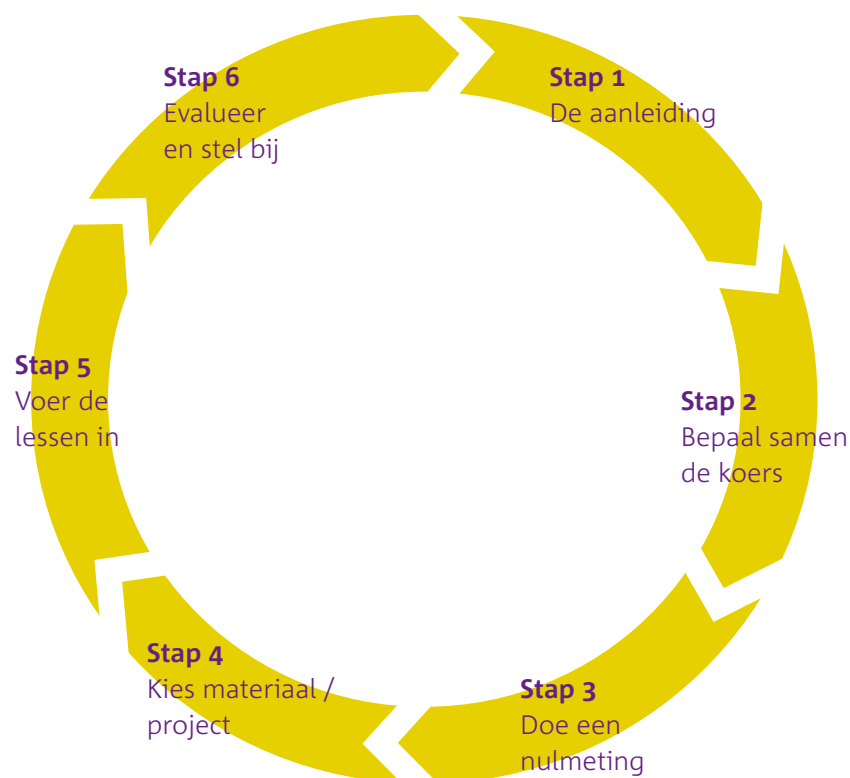 Stap 1
De aanleiding
Stap 2
Bepaal samen
de koers
Stap 3
Doe een
nulmeting
Stap 4
Kies materiaal /
project
Stap 5
Voer de
lessen in
Stap 6
Evalueer
en stel bij